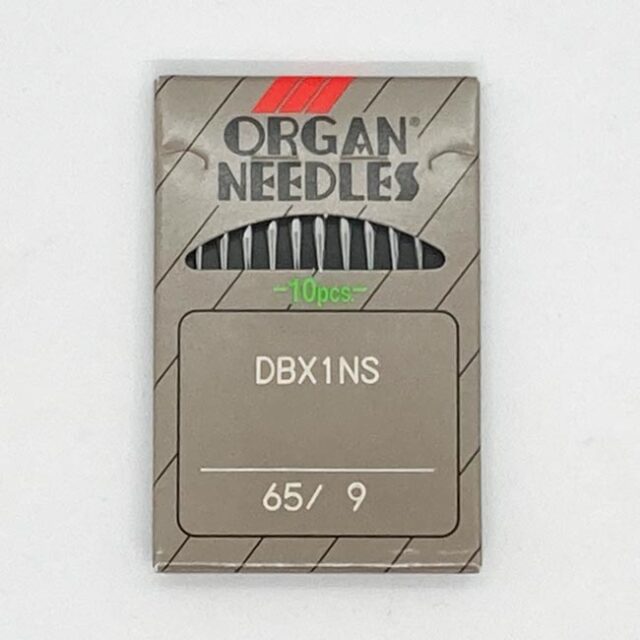 ORGAN®
NEEDLES
-10pcs.-
DBX1NS
65/ 9